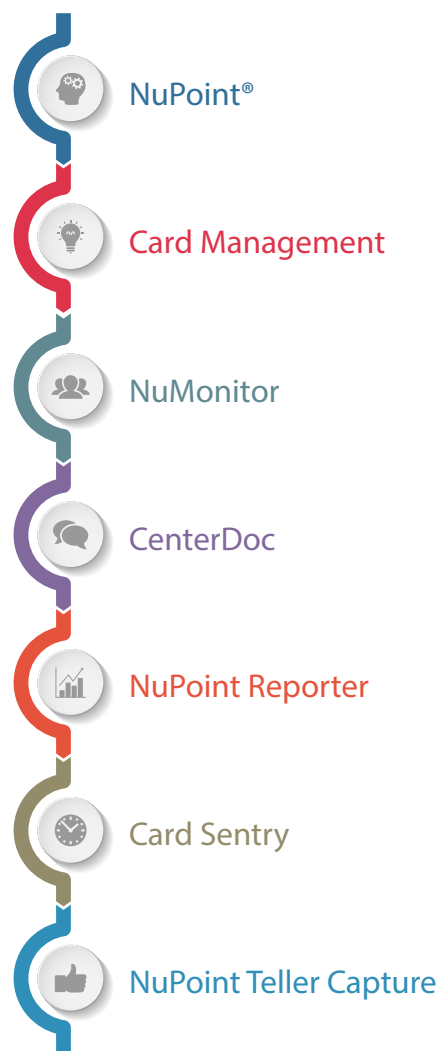 NuPoint®
Card Management
NuMonitor
CenterDoc
NuPoint Reporter
Card Sentry
NuPoint Teller Capture